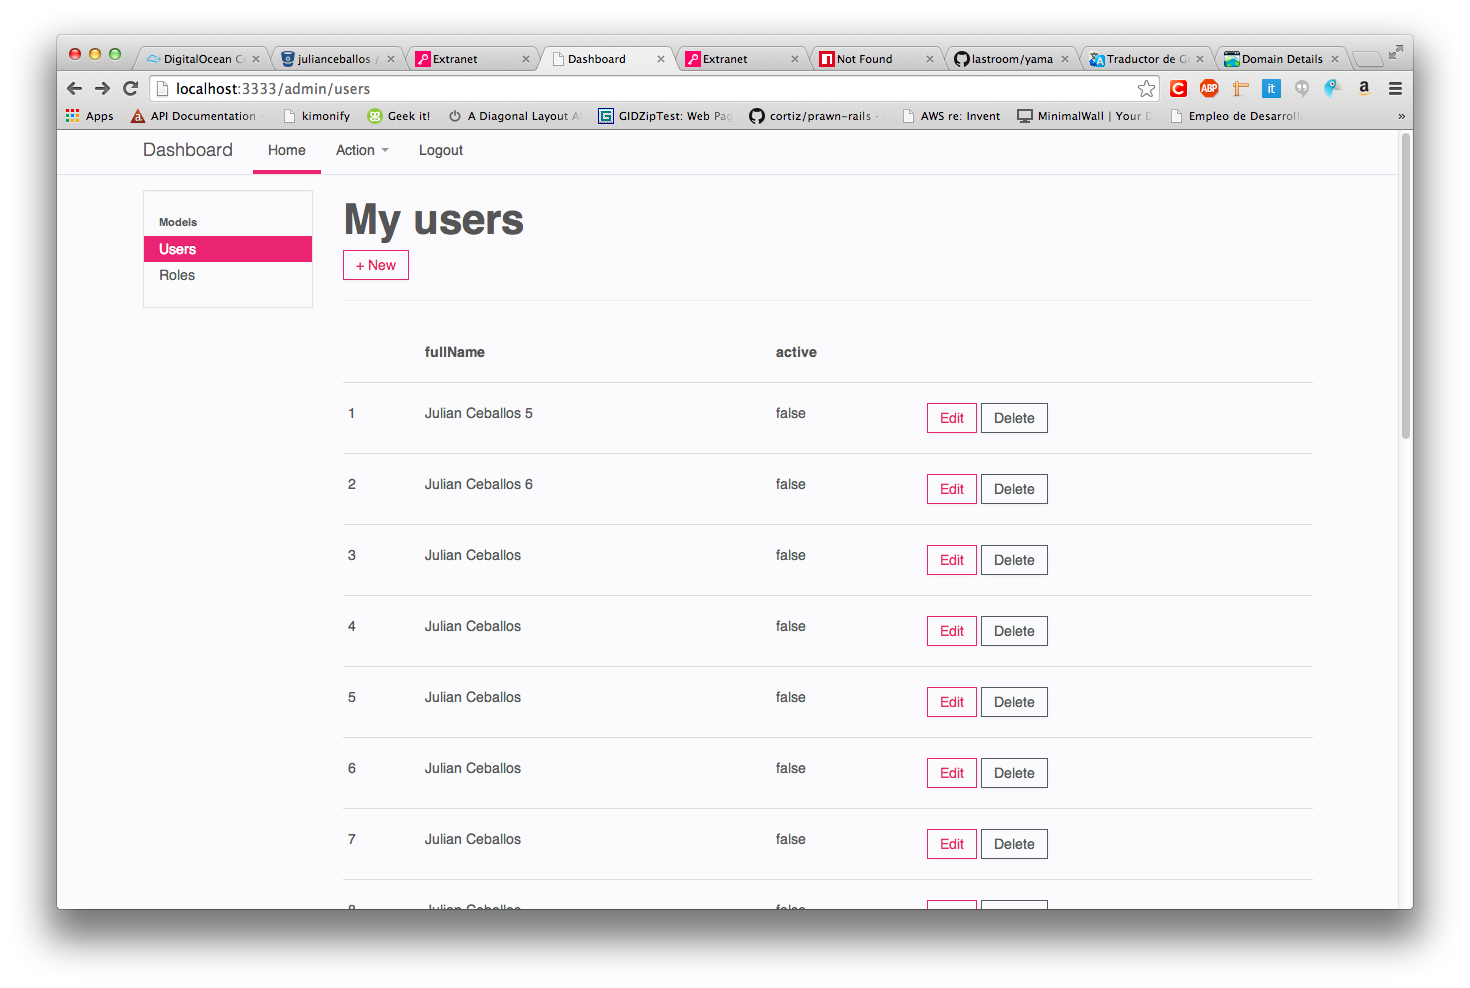 DigitalOcean C
julianceballos /
Extranet
Dashboard
Extranet
Not Found
lastroom/yama
Traductor de G
Domain Details
localhost:3333/admin/users
Apps
API Documentation
kimonify
Geek it!
A Diagonal Layout A
GIDZipTest: Web Pag
cortiz/prawn-rails ·
AWS re: Invent
MinimalWall | Your D
Empleo de Desarroll
»
Dashboard
Home
Action
Logout
Models
Users
Roles
My users
+ New
fullName active
1 Julian Ceballos 5 false Edit Delete
2 Julian Ceballos 6 false Edit Delete
3 Julian Ceballos false Edit Delete
4 Julian Ceballos false Edit Delete
5 Julian Ceballos false Edit Delete
6 Julian Ceballos false Edit Delete
7 Julian Ceballos false Edit Delete
8 Julian Ceballos false